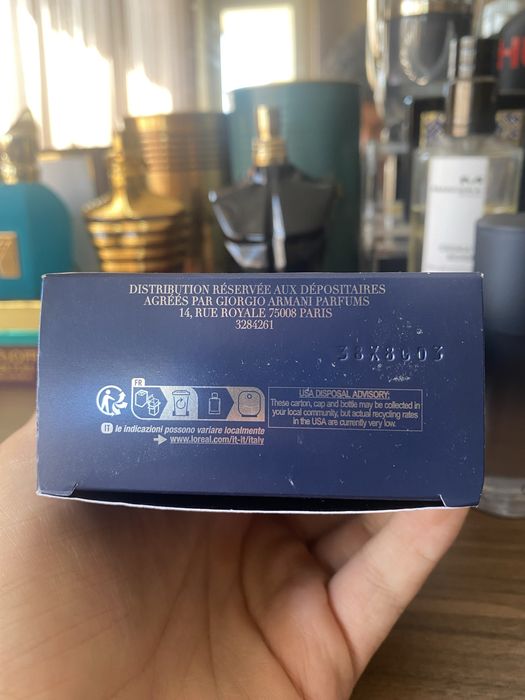 DISTRIBUTION RÉSERVÉE AUX DÉPOSITAIRES
AGRÉÉS PAR GIORGIO ARMANI PARFUMS
14, RUE ROYALE 75008 PARIS
3284261
38X8603
FR
USA DISPOSAL ADVISORY:
These carton, cap and bottle may be collected in
your local community, but actual recycling rates
in the USA are currently very low.
IT le indicazioni possono variare localmente
www.loreal.com/it-it/italy